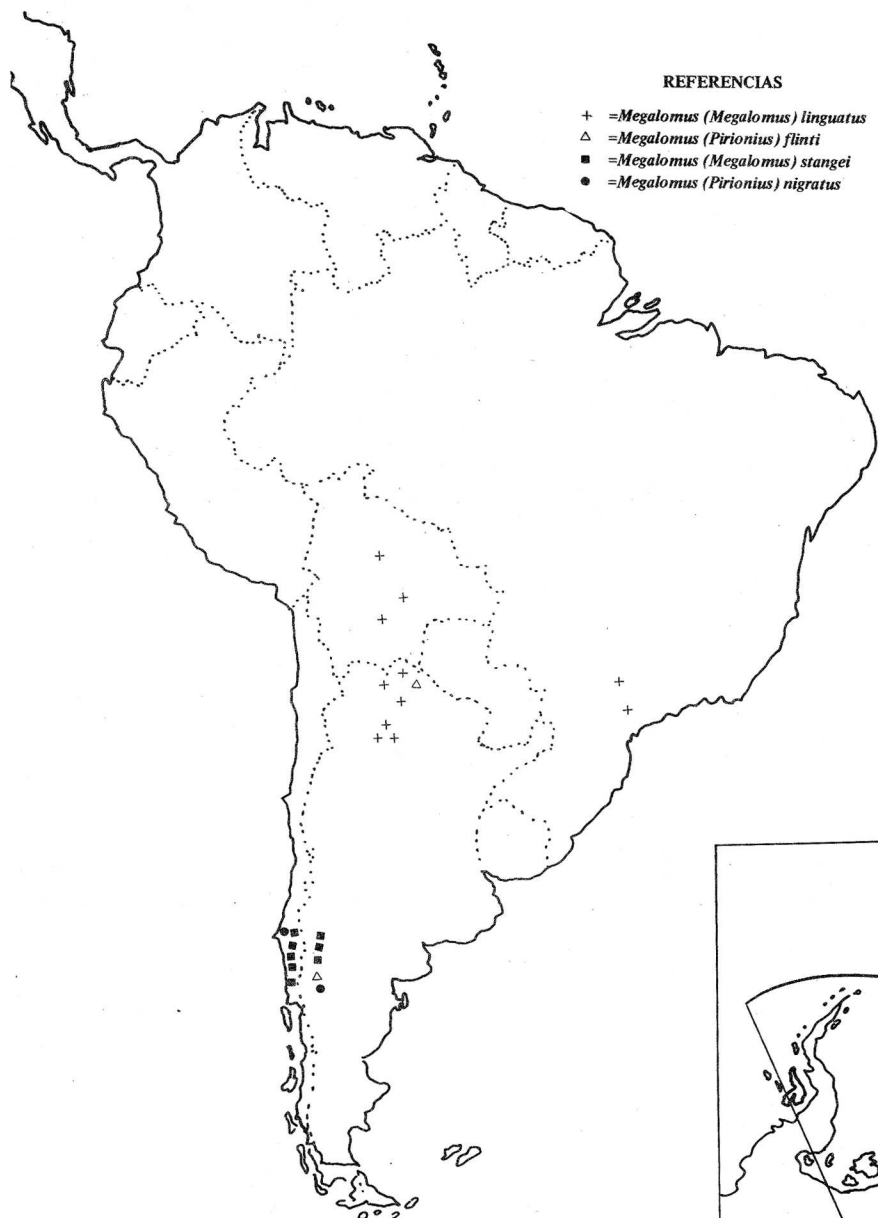 REFERENCIAS
+ =Megalomus (Megalomus) linguatus
△ =Megalomus (Pirionius) flinti
■ =Megalomus (Megalomus) stangei
● =Megalomus (Pirionius) nigratus